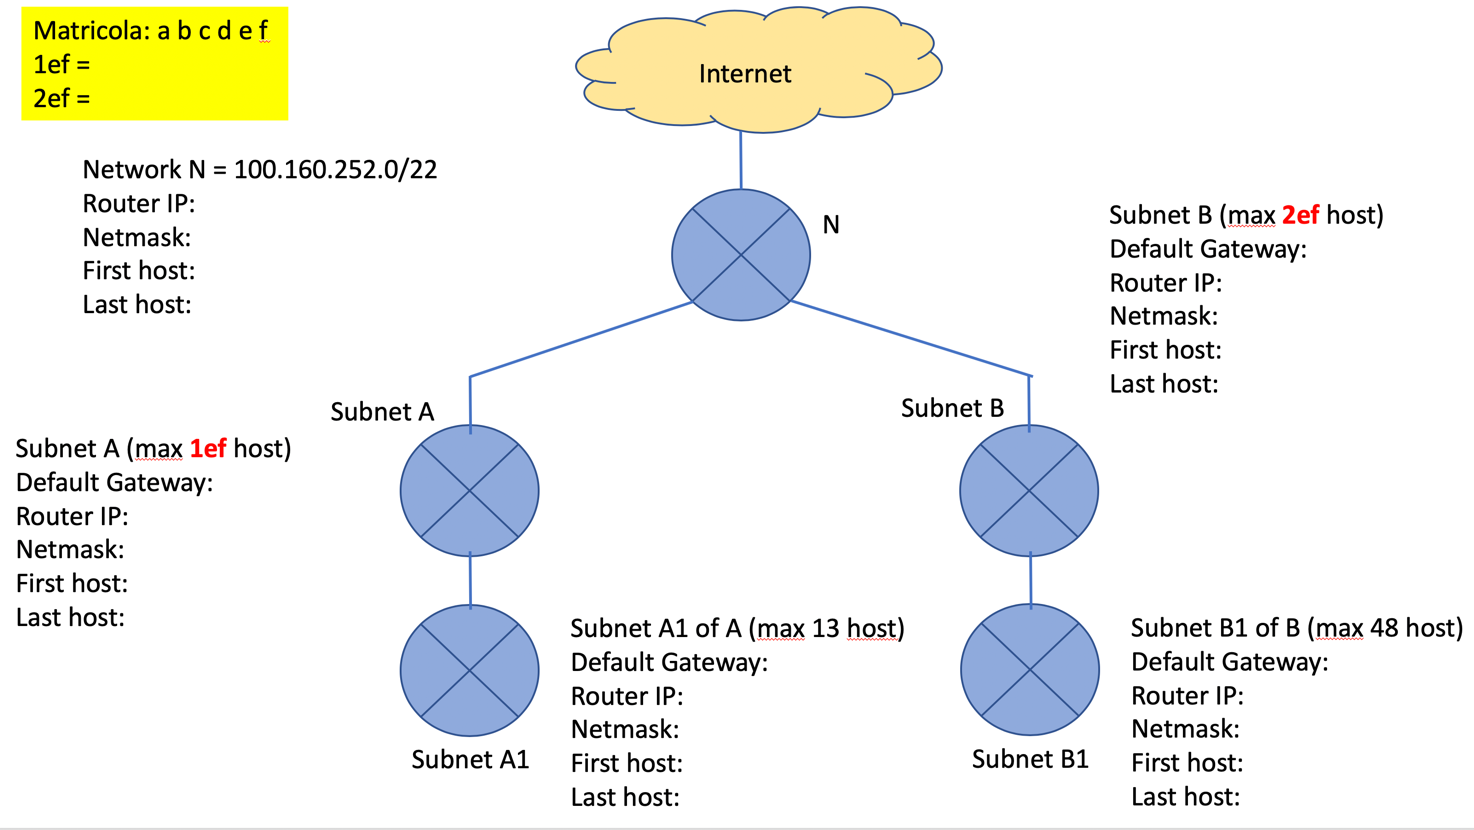 Matricola: a b c d e f
1ef =
2ef =
Internet
Network N = 100.160.252.0/22
Router IP:
Netmask:
First host:
Last host:
N
Subnet B (max 2ef host)
Default Gateway:
Router IP:
Netmask:
First host:
Last host:
Subnet A
Subnet B
Subnet A (max 1ef host)
Default Gateway:
Router IP:
Netmask:
First host:
Last host:
Subnet A1 of A (max 13 host)
Default Gateway:
Router IP:
Netmask:
First host:
Last host:
Subnet B1 of B (max 48 host)
Default Gateway:
Router IP:
Netmask:
First host:
Last host:
Subnet A1
Subnet B1